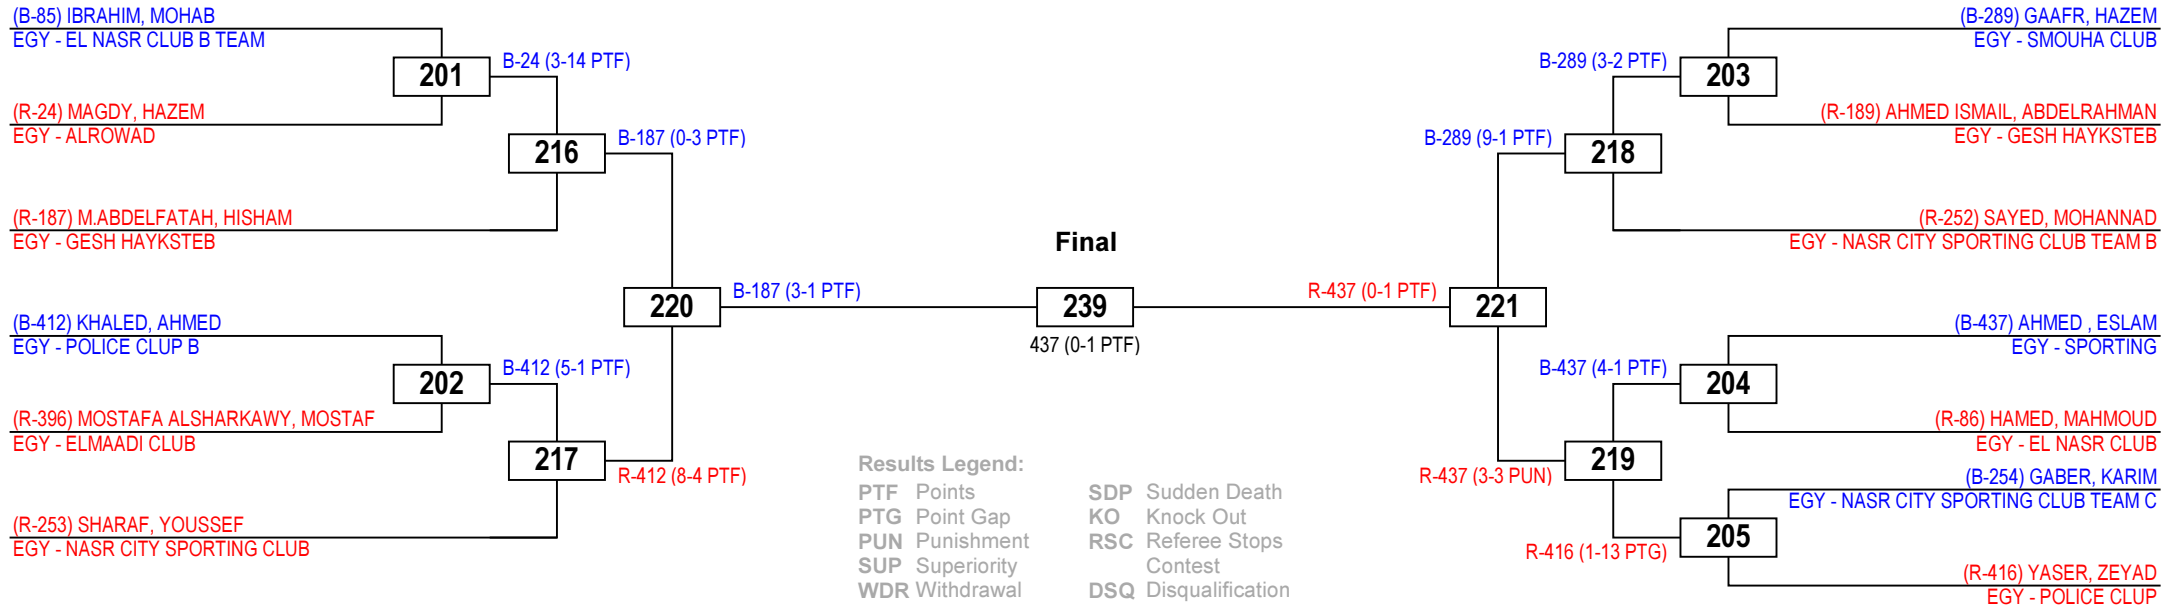 (B-85) IBRAHIM, MOHAB
EGY - EL NASR CLUB B TEAM
201
B-24 (3-14 PTF)
(R-24) MAGDY, HAZEM
EGY - ALROWAD
216
B-187 (0-3 PTF)
(R-187) M.ABDELFATAH, HISHAM
EGY - GESH HAYKSTEB
220
B-187 (3-1 PTF)
(B-412) KHALED, AHMED
EGY - POLICE CLUP B
202
B-412 (5-1 PTF)
(R-396) MOSTAFA ALSHARKAWY, MOSTAF
EGY - ELMAADI CLUB
217
R-412 (8-4 PTF)
(R-253) SHARAF, YOUSSEF
EGY - NASR CITY SPORTING CLUB
Final
239
437 (0-1 PTF)
(B-289) GAAFR, HAZEM
EGY - SMOUHA CLUB
B-289 (3-2 PTF)
203
(R-189) AHMED ISMAIL, ABDELRAHMAN
EGY - GESH HAYKSTEB
B-289 (9-1 PTF)
218
(R-252) SAYED, MOHANNAD
EGY - NASR CITY SPORTING CLUB TEAM B
R-437 (0-1 PTF)
221
(B-437) AHMED , ESLAM
EGY - SPORTING
B-437 (4-1 PTF)
204
(R-86) HAMED, MAHMOUD
EGY - EL NASR CLUB
R-437 (3-3 PUN)
219
(B-254) GABER, KARIM
EGY - NASR CITY SPORTING CLUB TEAM C
R-416 (1-13 PTG)
205
(R-416) YASER, ZEYAD
EGY - POLICE CLUP
Results Legend:
PTF Points
PTG Point Gap
PUN Punishment
SUP Superiority
WDR Withdrawal
SDP Sudden Death
KO Knock Out
RSC Referee Stops
Contest
DSQ Disqualification